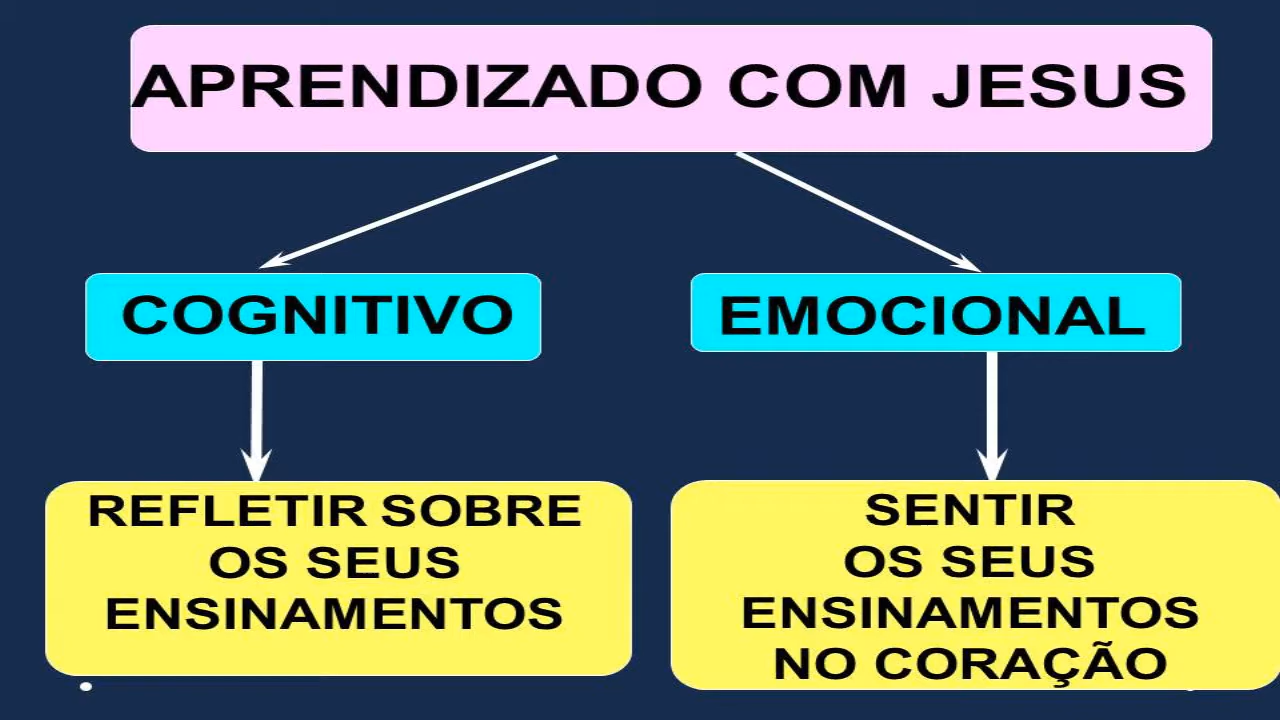 APRENDIZADO COM JESUS
COGNITIVO
EMOCIONAL
REFLETIR SOBRE
OS SEUS
ENSINAMENTOS
SENTIR
OS SEUS
ENSINAMENTOS
NO CORAÇÃO